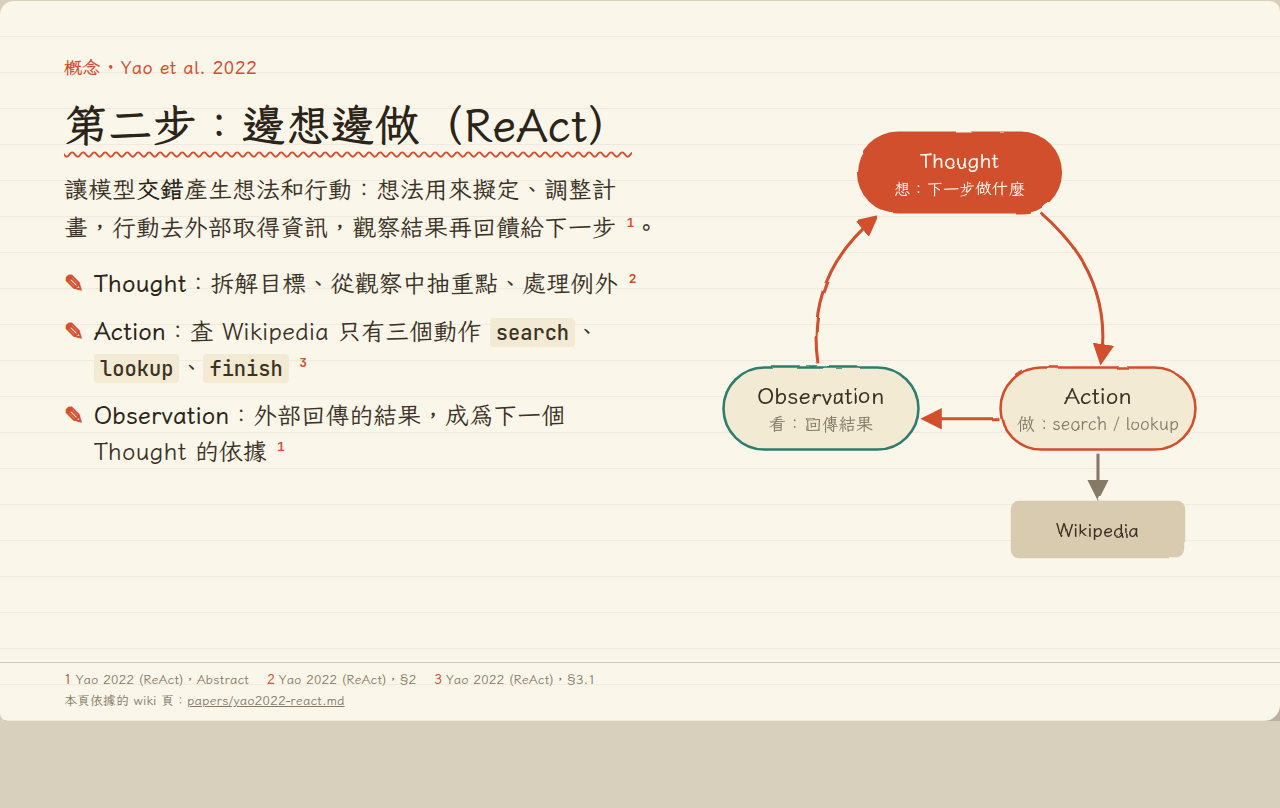 概念・Yao et al. 2022
第二步：邊想邊做（ReAct）
讓模型交錯產生想法和行動：想法用來擬定、調整計
畫，行動去外部取得資訊，觀察結果再回饋給下一步 1。
✎ Thought：拆解目標、從觀察中抽重點、處理例外 2
✎ Action：查 Wikipedia 只有三個動作 search、
lookup、finish 3
✎ Observation：外部回傳的結果，成為下一個
Thought 的依據 1
Thought
想：下一步做什麼
Observation
看：回傳結果
Action
做：search / lookup
Wikipedia
1 Yao 2022 (ReAct)，Abstract 2 Yao 2022 (ReAct)，§2 3 Yao 2022 (ReAct)，§3.1
本頁依據的 wiki 頁：papers/yao2022-react.md